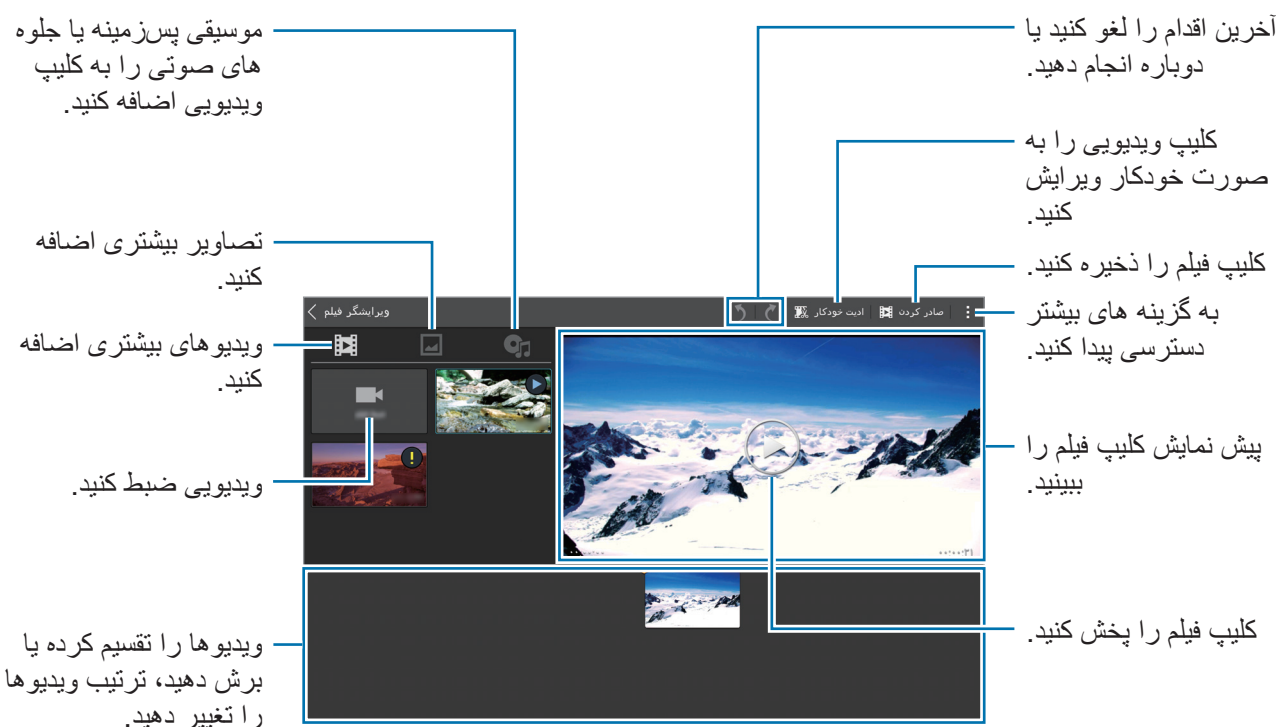 آخرین اقدام را لغو کنید یا
دوباره انجام دهید.
کلیپ ویدیویی را به
صورت خودکار ویرایش
کنید.
کلیپ فیلم را ذخیره کنید.
به گزینه های بیشتر
دسترسی پیدا کنید.
پیش نمایش کلیپ فیلم را
ببینید.
کلیپ فیلم را پخش کنید.
موسیقی پس‌زمینه یا جلوه
های صوتی را به کلیپ
ویدیویی اضافه کنید.
تصاویر بیشتری اضافه
کنید.
ویدیوهای بیشتری اضافه
کنید.
ویدیویی ضبط کنید.
ویدیوها را تقسیم کرده یا
برش دهید، ترتیب ویدیوها
را تغییر دهید.
صادر کردن
ادیت خودکار
ویرایشگر فیلم
۰۰:۰۰:۲۱